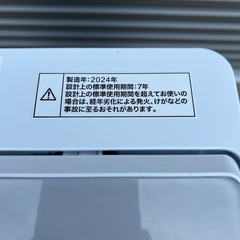 製造年:2024年
設計上の標準使用期間:7年
設計上の標準使用期間を超えてお使いの
場合は、経年劣化による発火、けがなどの
事故に至るおそれがあります。